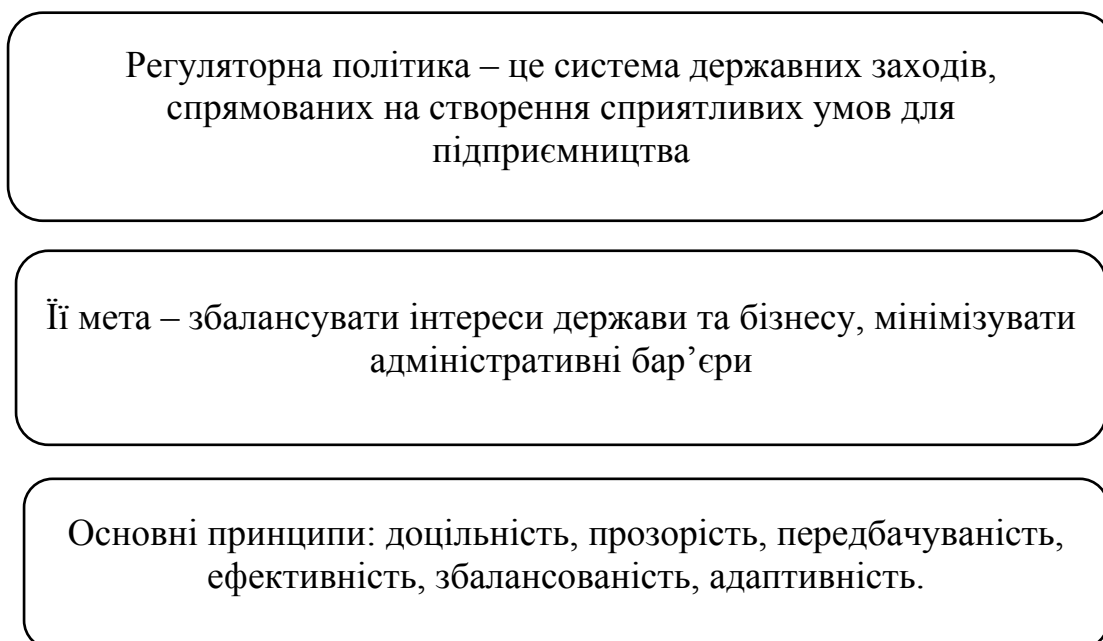 Регуляторна політика – це система державних заходів,
спрямованих на створення сприятливих умов для
підприємництва
Її мета – збалансувати інтереси держави та бізнесу, мінімізувати
адміністративні бар’єри
Основні принципи: доцільність, прозорість, передбачуваність,
ефективність, збалансованість, адаптивність.